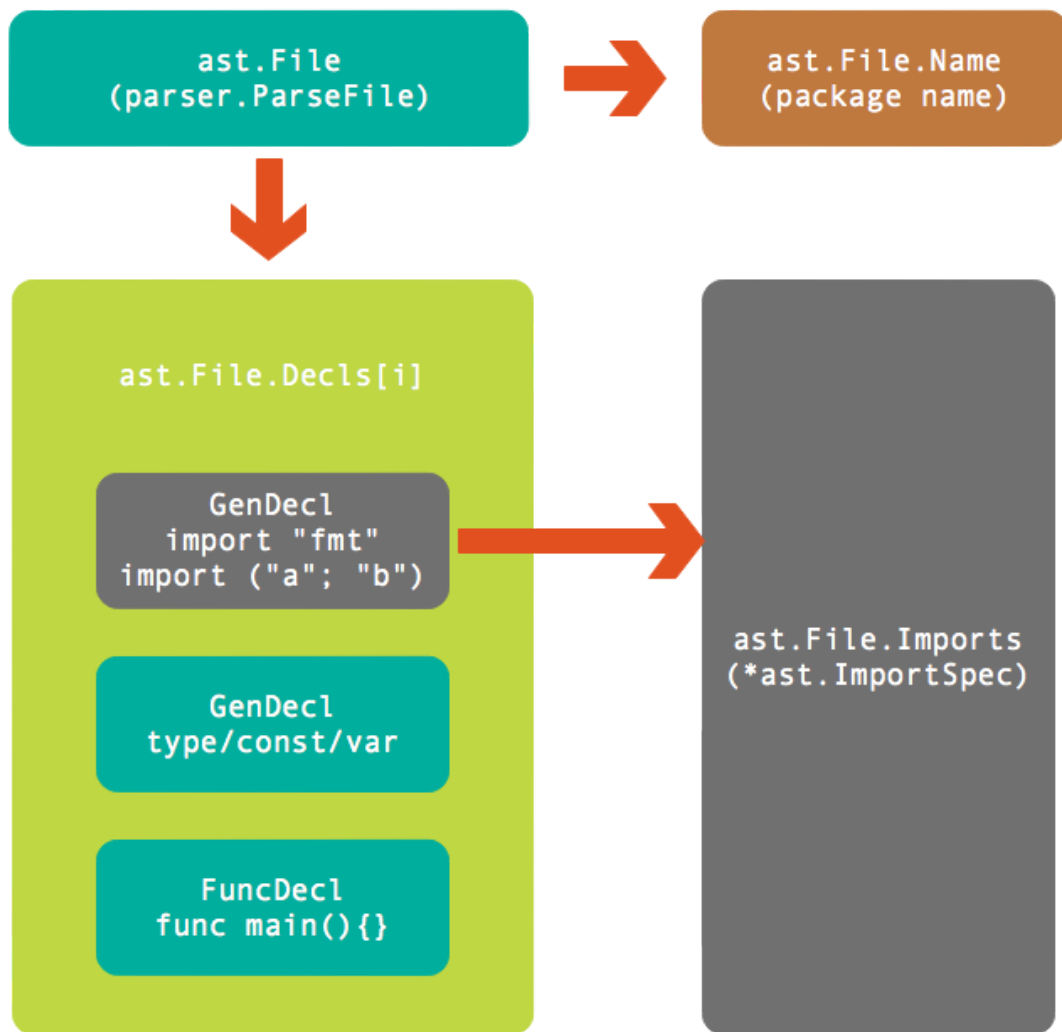 ast.File
(parser.ParseFile)
ast.File.Name
(package name)
ast.File.Decls[i]
GenDecl
import "fmt"
import ("a"; "b")
GenDecl
type/const/var
FuncDecl
func main(){}
ast.File.Imports
(*ast.ImportSpec)